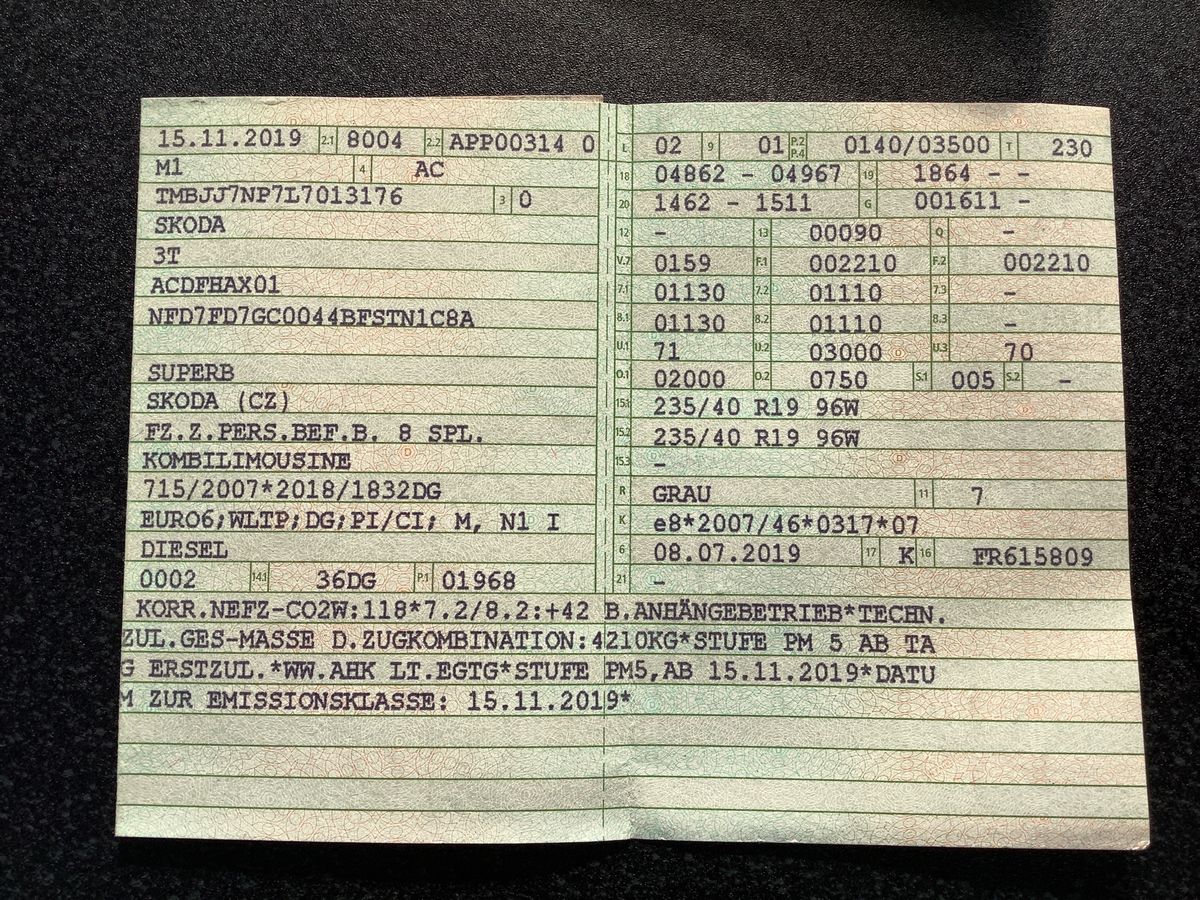 15.11.2019 2.1 8004 2.2 APP00314 0
M1 4 AC
TMBJJ7NP7L7013176 3 0
SKODA
3T
ACDFHAX01
NFD7FD7GC0044BFSTN1C8A
SUPERB
SKODA (CZ)
FZ.Z.PERS.BEF.B. 8 SPL.
KOMBILIMOUSINE
715/2007*2018/1832DG
EURO6;WLTP;DG;PI/CI; M, N1 I
DIESEL
0002 14.1 36DG P.1 01968
L 02 9 01 P.2 P.4 0140/03500 T 230
18 04862 - 04967 19 1864 - -
20 1462 - 1511 G 001611 -
12 - 13 00090 Q -
V.7 0159 F.1 002210 F.2 002210
7.1 01130 7.2 01110 7.3 -
8.1 01130 8.2 01110 8.3 -
U.1 71 U.2 03000 U.3 70
O.1 02000 O.2 0750 S.1 005 S.2 -
15.1 235/40 R19 96W
15.2 235/40 R19 96W
15.3 -
R GRAU 11 7
K e8*2007/46*0317*07
6 08.07.2019 17 K 16 FR615809
21 -
KORR.NEFZ-CO2W:118*7.2/8.2:+42 B.ANHÄNGEBETRIEB*TECHN.
ZUL.GES-MASSE D.ZUGKOMBINATION:4210KG*STUFE PM 5 AB TA
G ERSTZUL.*WW.AHK LT.EGTG*STUFE PM5,AB 15.11.2019*DATU
M ZUR EMISSIONSKLASSE: 15.11.2019*